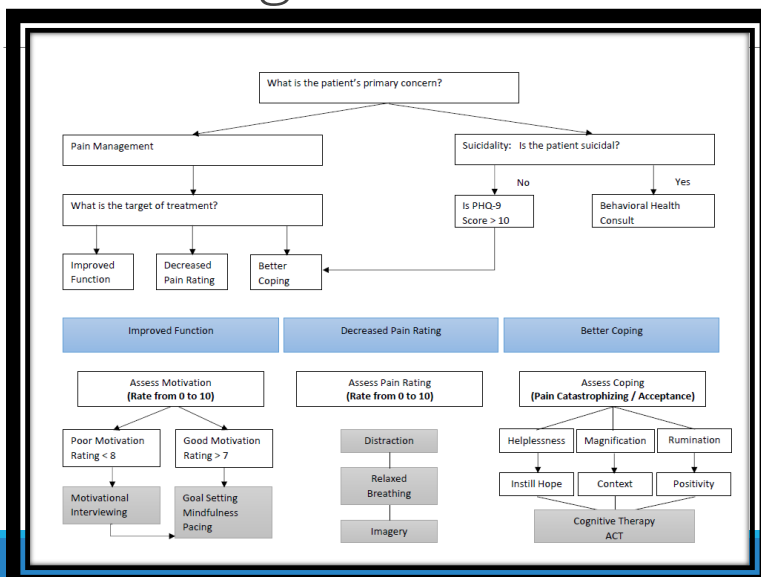 What is the patient's primary concern?
Pain Management
Suicidality: Is the patient suicidal?
No
Yes
What is the target of treatment?
Is PHQ-9
Score > 10
Behavioral Health
Consult
Improved
Function
Decreased
Pain Rating
Better
Coping
Improved Function
Decreased Pain Rating
Better Coping
Assess Motivation
(Rate from 0 to 10)
Assess Pain Rating
(Rate from 0 to 10)
Assess Coping
(Pain Catastrophizing / Acceptance)
Poor Motivation
Rating < 8
Good Motivation
Rating > 7
Distraction
Helplessness
Magnification
Rumination
Motivational
Interviewing
Goal Setting
Mindfulness
Pacing
Relaxed
Breathing
Instill Hope
Context
Positivity
Imagery
Cognitive Therapy
ACT